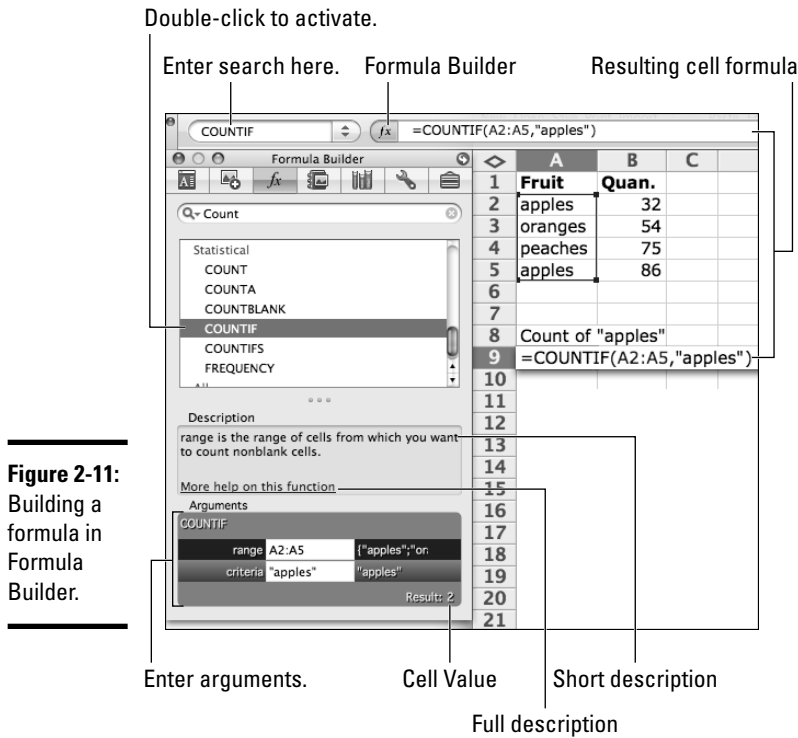 Double-click to activate.
Enter search here. Formula Builder Resulting cell formula
COUNTIF fx =COUNTIF(A2:A5,"apples")
Formula Builder
A fx
Count
Statistical
COUNT
COUNTA
COUNTBLANK
COUNTIF
COUNTIFS
FREQUENCY
Description
range is the range of cells from which you want
to count nonblank cells.
More help on this function
Arguments
COUNTIF
range A2:A5 {"apples";"or
criteria "apples" "apples"
Result: 2
A B C
1 Fruit Quan.
2 apples 32
3 oranges 54
4 peaches 75
5 apples 86
6
7
8 Count of "apples"
9 =COUNTIF(A2:A5,"apples")
10
11
12
13
14
15
16
17
18
19
20
21
Figure 2-11:
Building a
formula in
Formula
Builder.
Enter arguments. Cell Value Short description
Full description